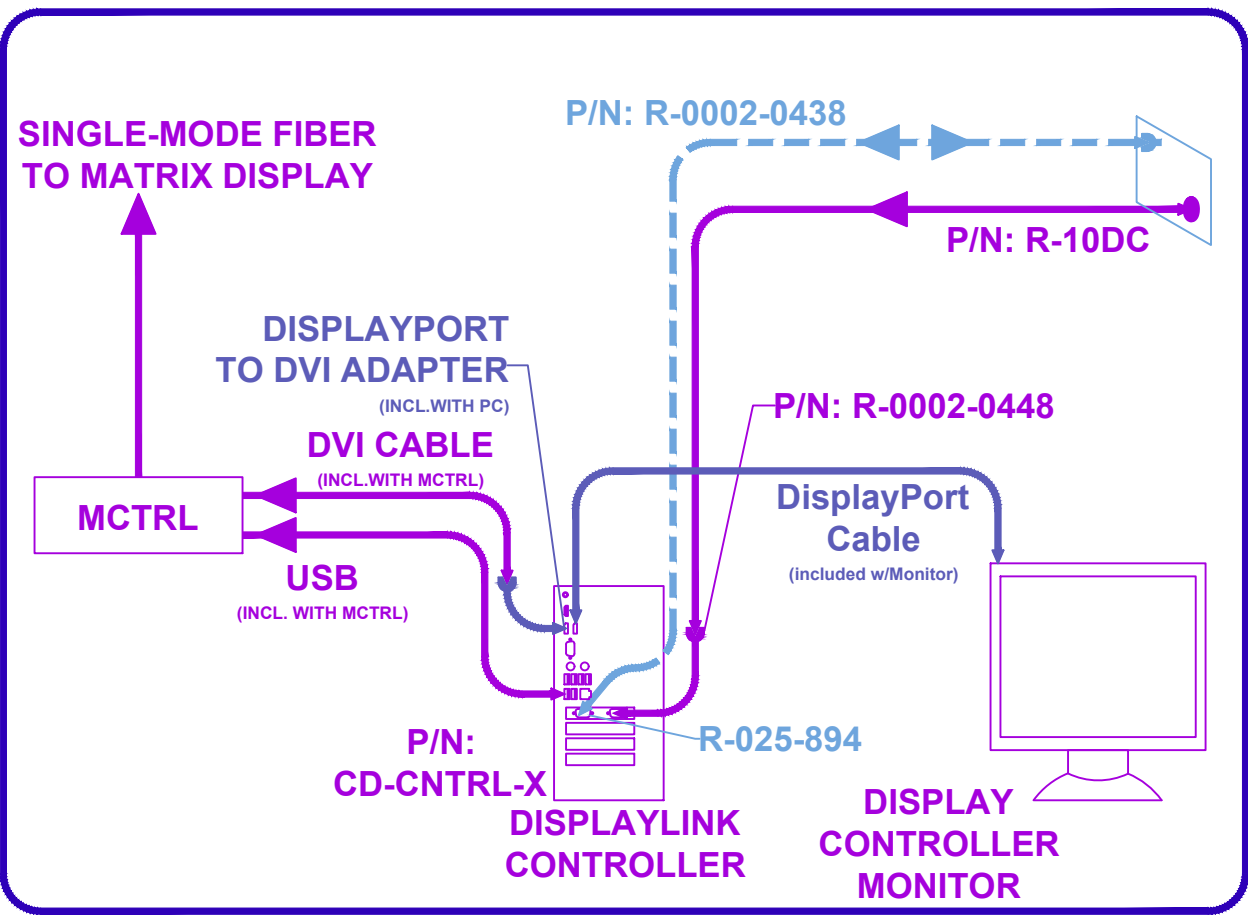 P/N: R-0002-0438
SINGLE-MODE FIBER
TO MATRIX DISPLAY
P/N: R-10DC
DISPLAYPORT
TO DVI ADAPTER
(INCL.WITH PC)
P/N: R-0002-0448
DVI CABLE
(INCL.WITH MCTRL)
MCTRL
DisplayPort
Cable
(included w/Monitor)
USB
(INCL. WITH MCTRL)
R-025-894
P/N:
CD-CNTRL-X
DISPLAYLINK
CONTROLLER
DISPLAY
CONTROLLER
MONITOR